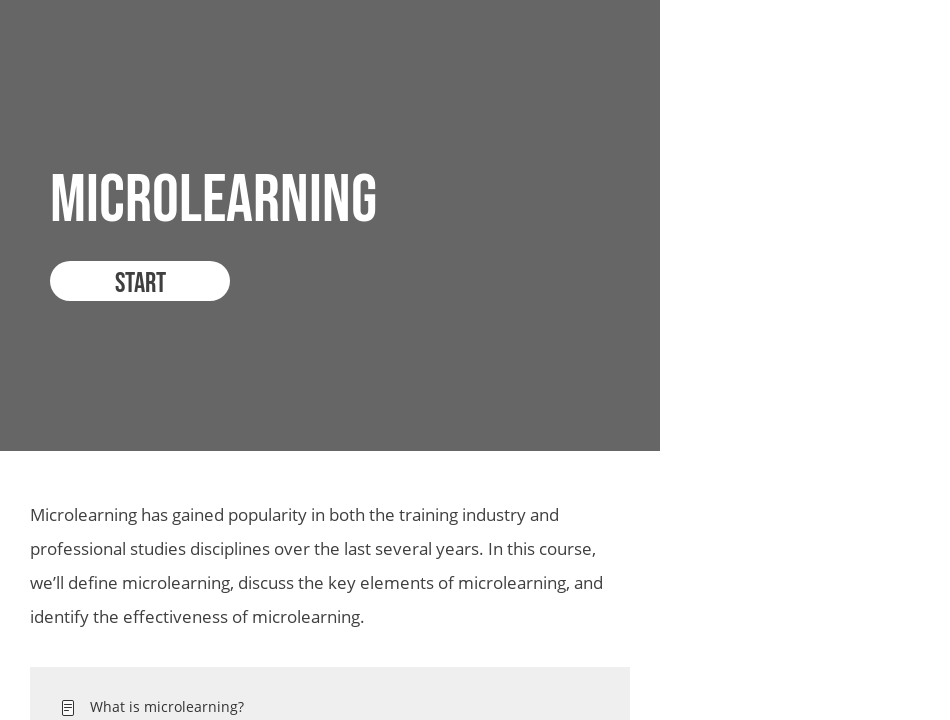 MICROLEARNING
START
Microlearning has gained popularity in both the training industry and
professional studies disciplines over the last several years. In this course,
we’ll define microlearning, discuss the key elements of microlearning, and
identify the effectiveness of microlearning.
What is microlearning?